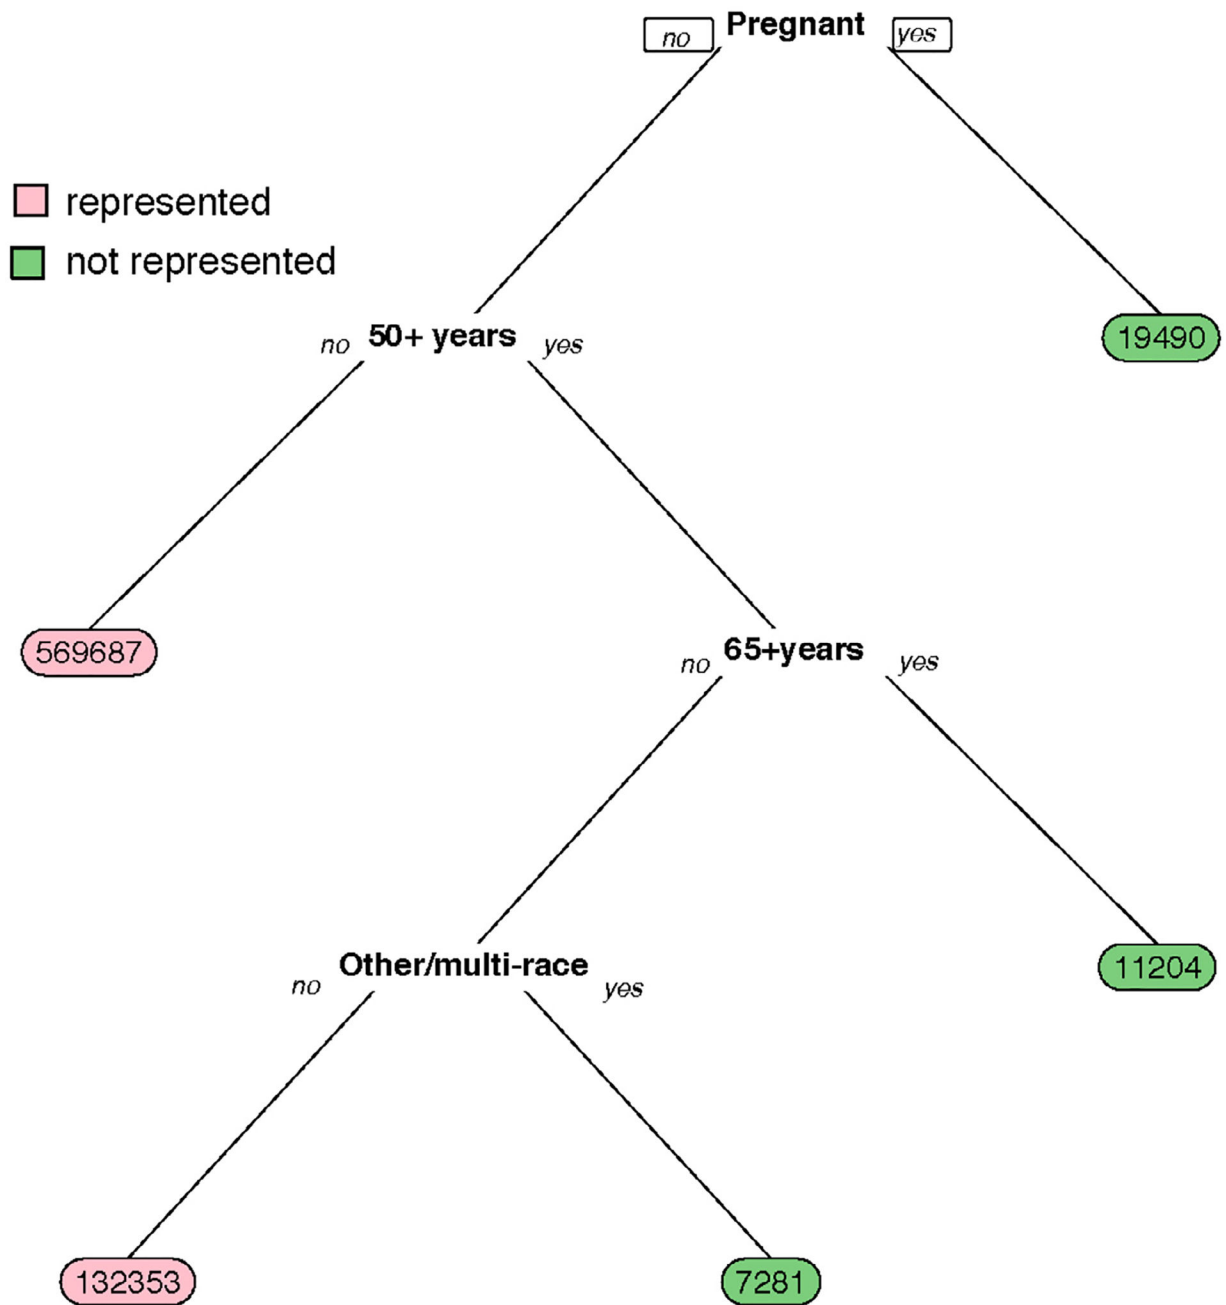 no Pregnant yes
represented
not represented
no 50+ years yes
19490
569687
no 65+years yes
no Other/multi-race yes
11204
132353
7281